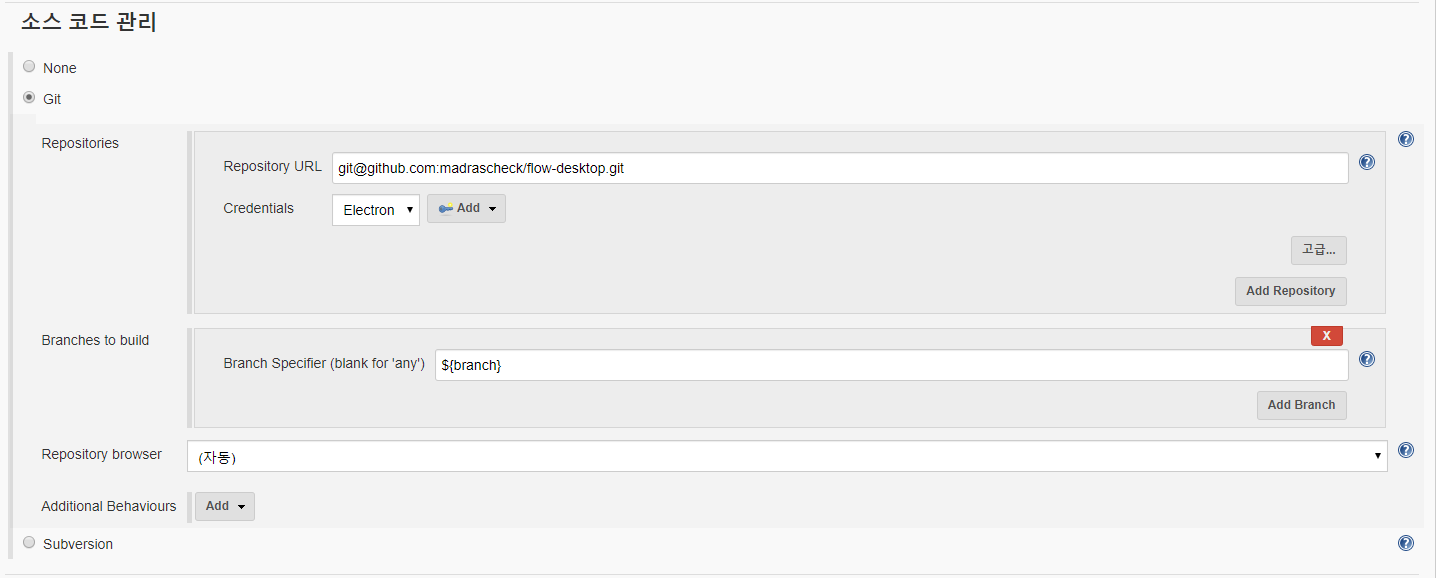 소스 코드 관리
None
Git
Repositories
Repository URL git@github.com:madrascheck/flow-desktop.git
Credentials Electron Add
고급...
Add Repository
Branches to build
X
Branch Specifier (blank for 'any') ${branch}
Add Branch
Repository browser (자동)
Additional Behaviours Add
Subversion